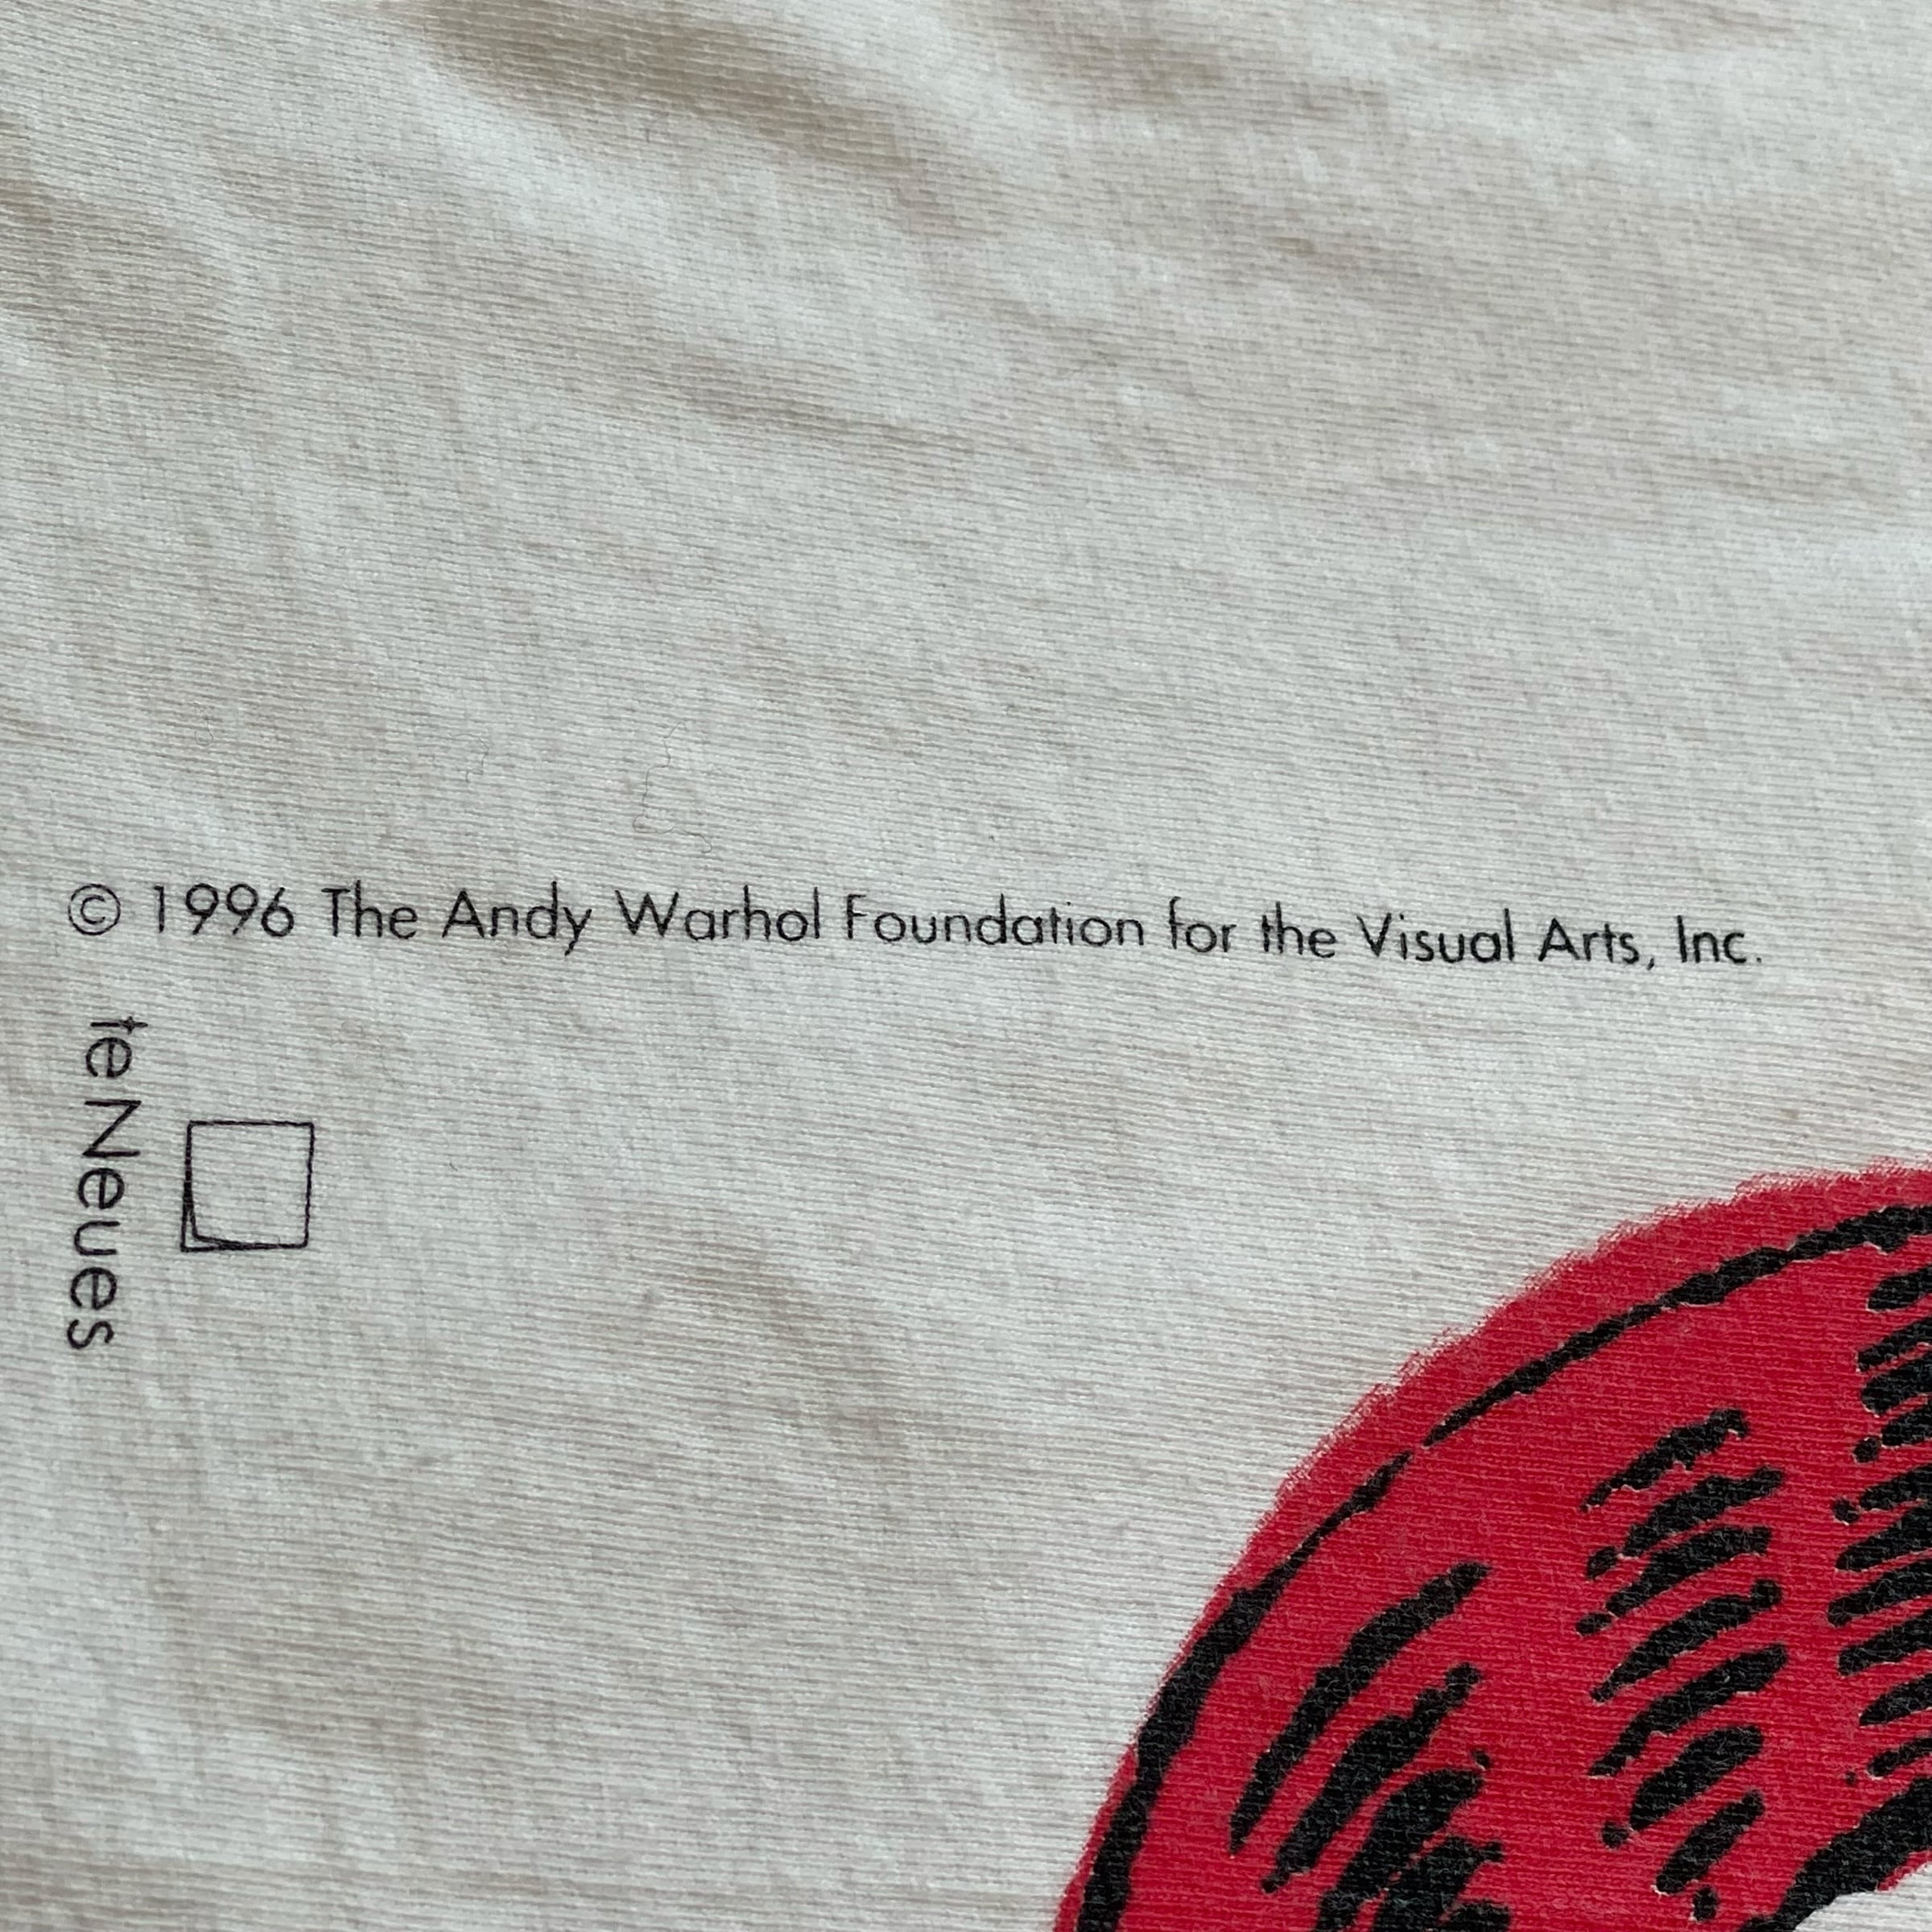 © 1996 The Andy Warhol Foundation for the Visual Arts, Inc.
teNeues